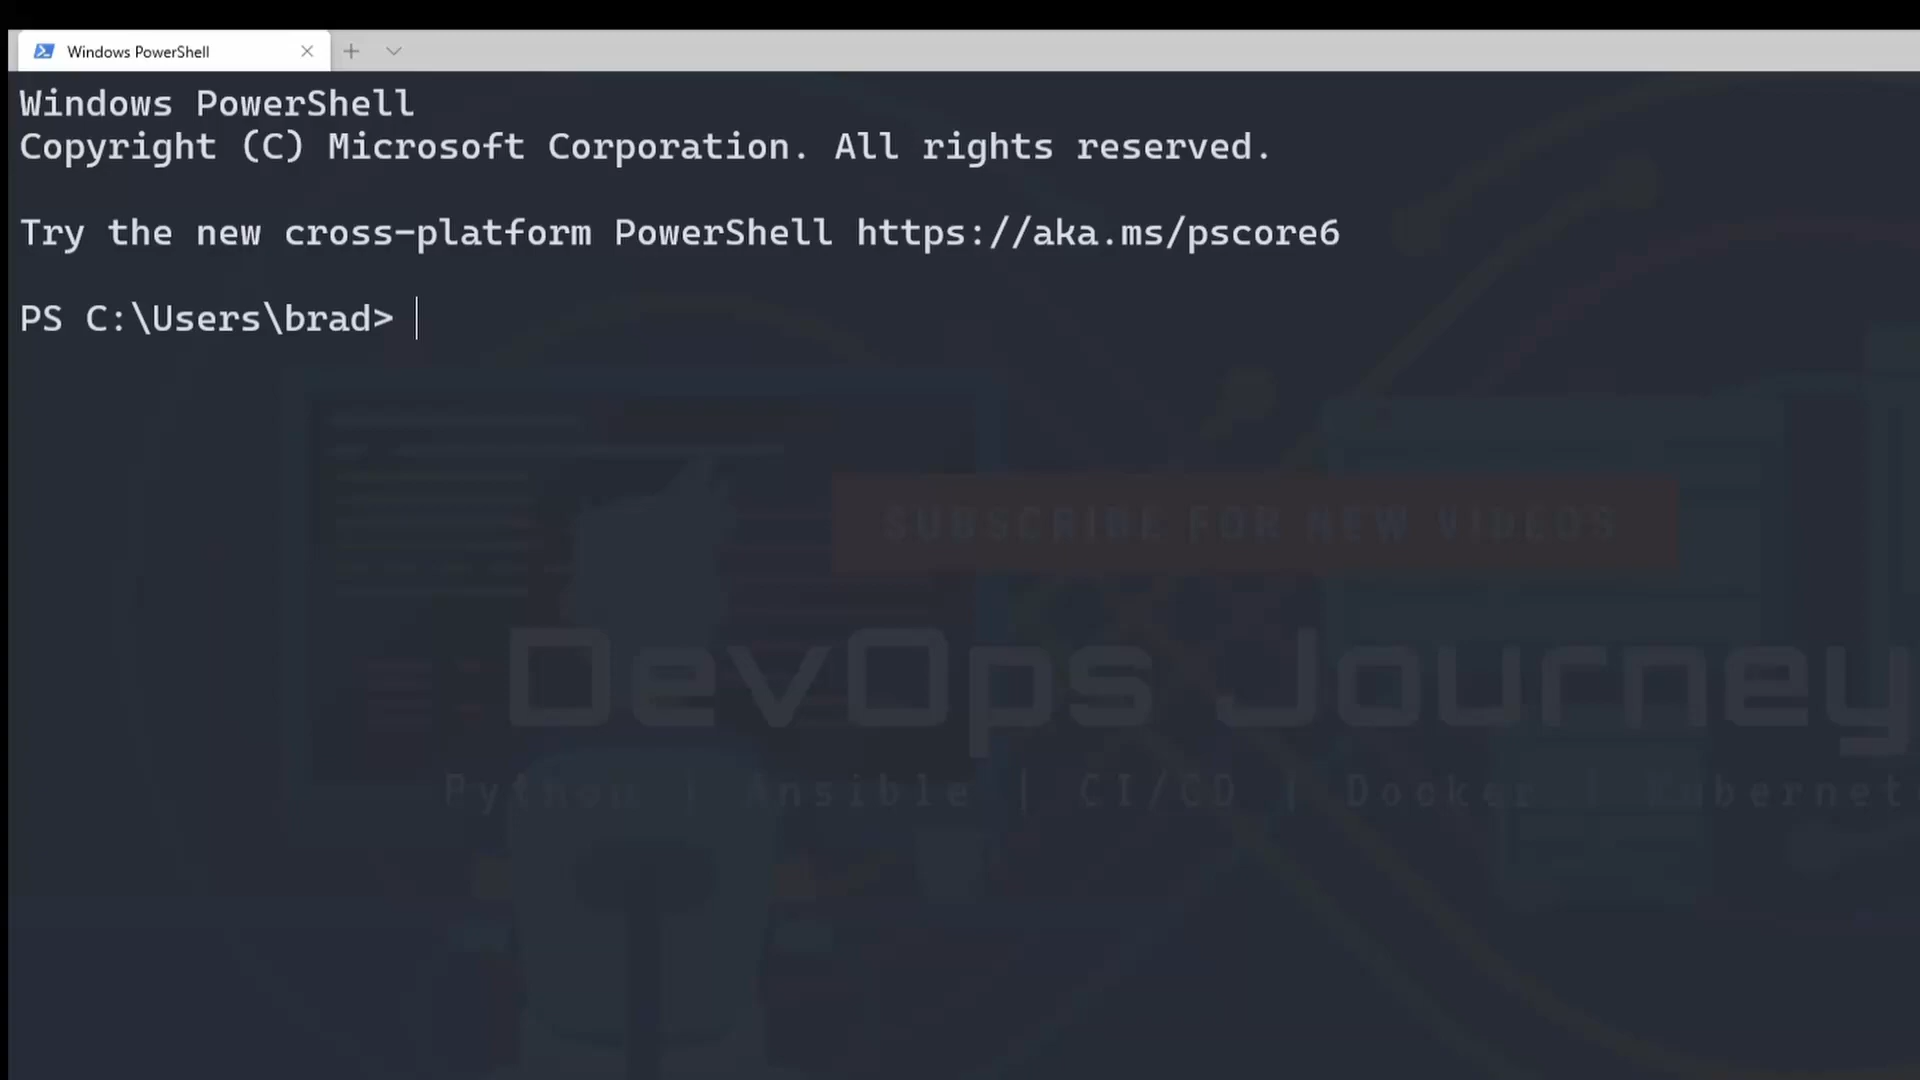 Windows PowerShell
Windows PowerShell
Copyright (C) Microsoft Corporation. All rights reserved.
Try the new cross-platform PowerShell https://aka.ms/pscore6
PS C:\Users\brad>
SUBSCRIBE FOR NEW VIDEOS
DevOps Journey
Python | Ansible | CI/CD | Docker | Kubernet